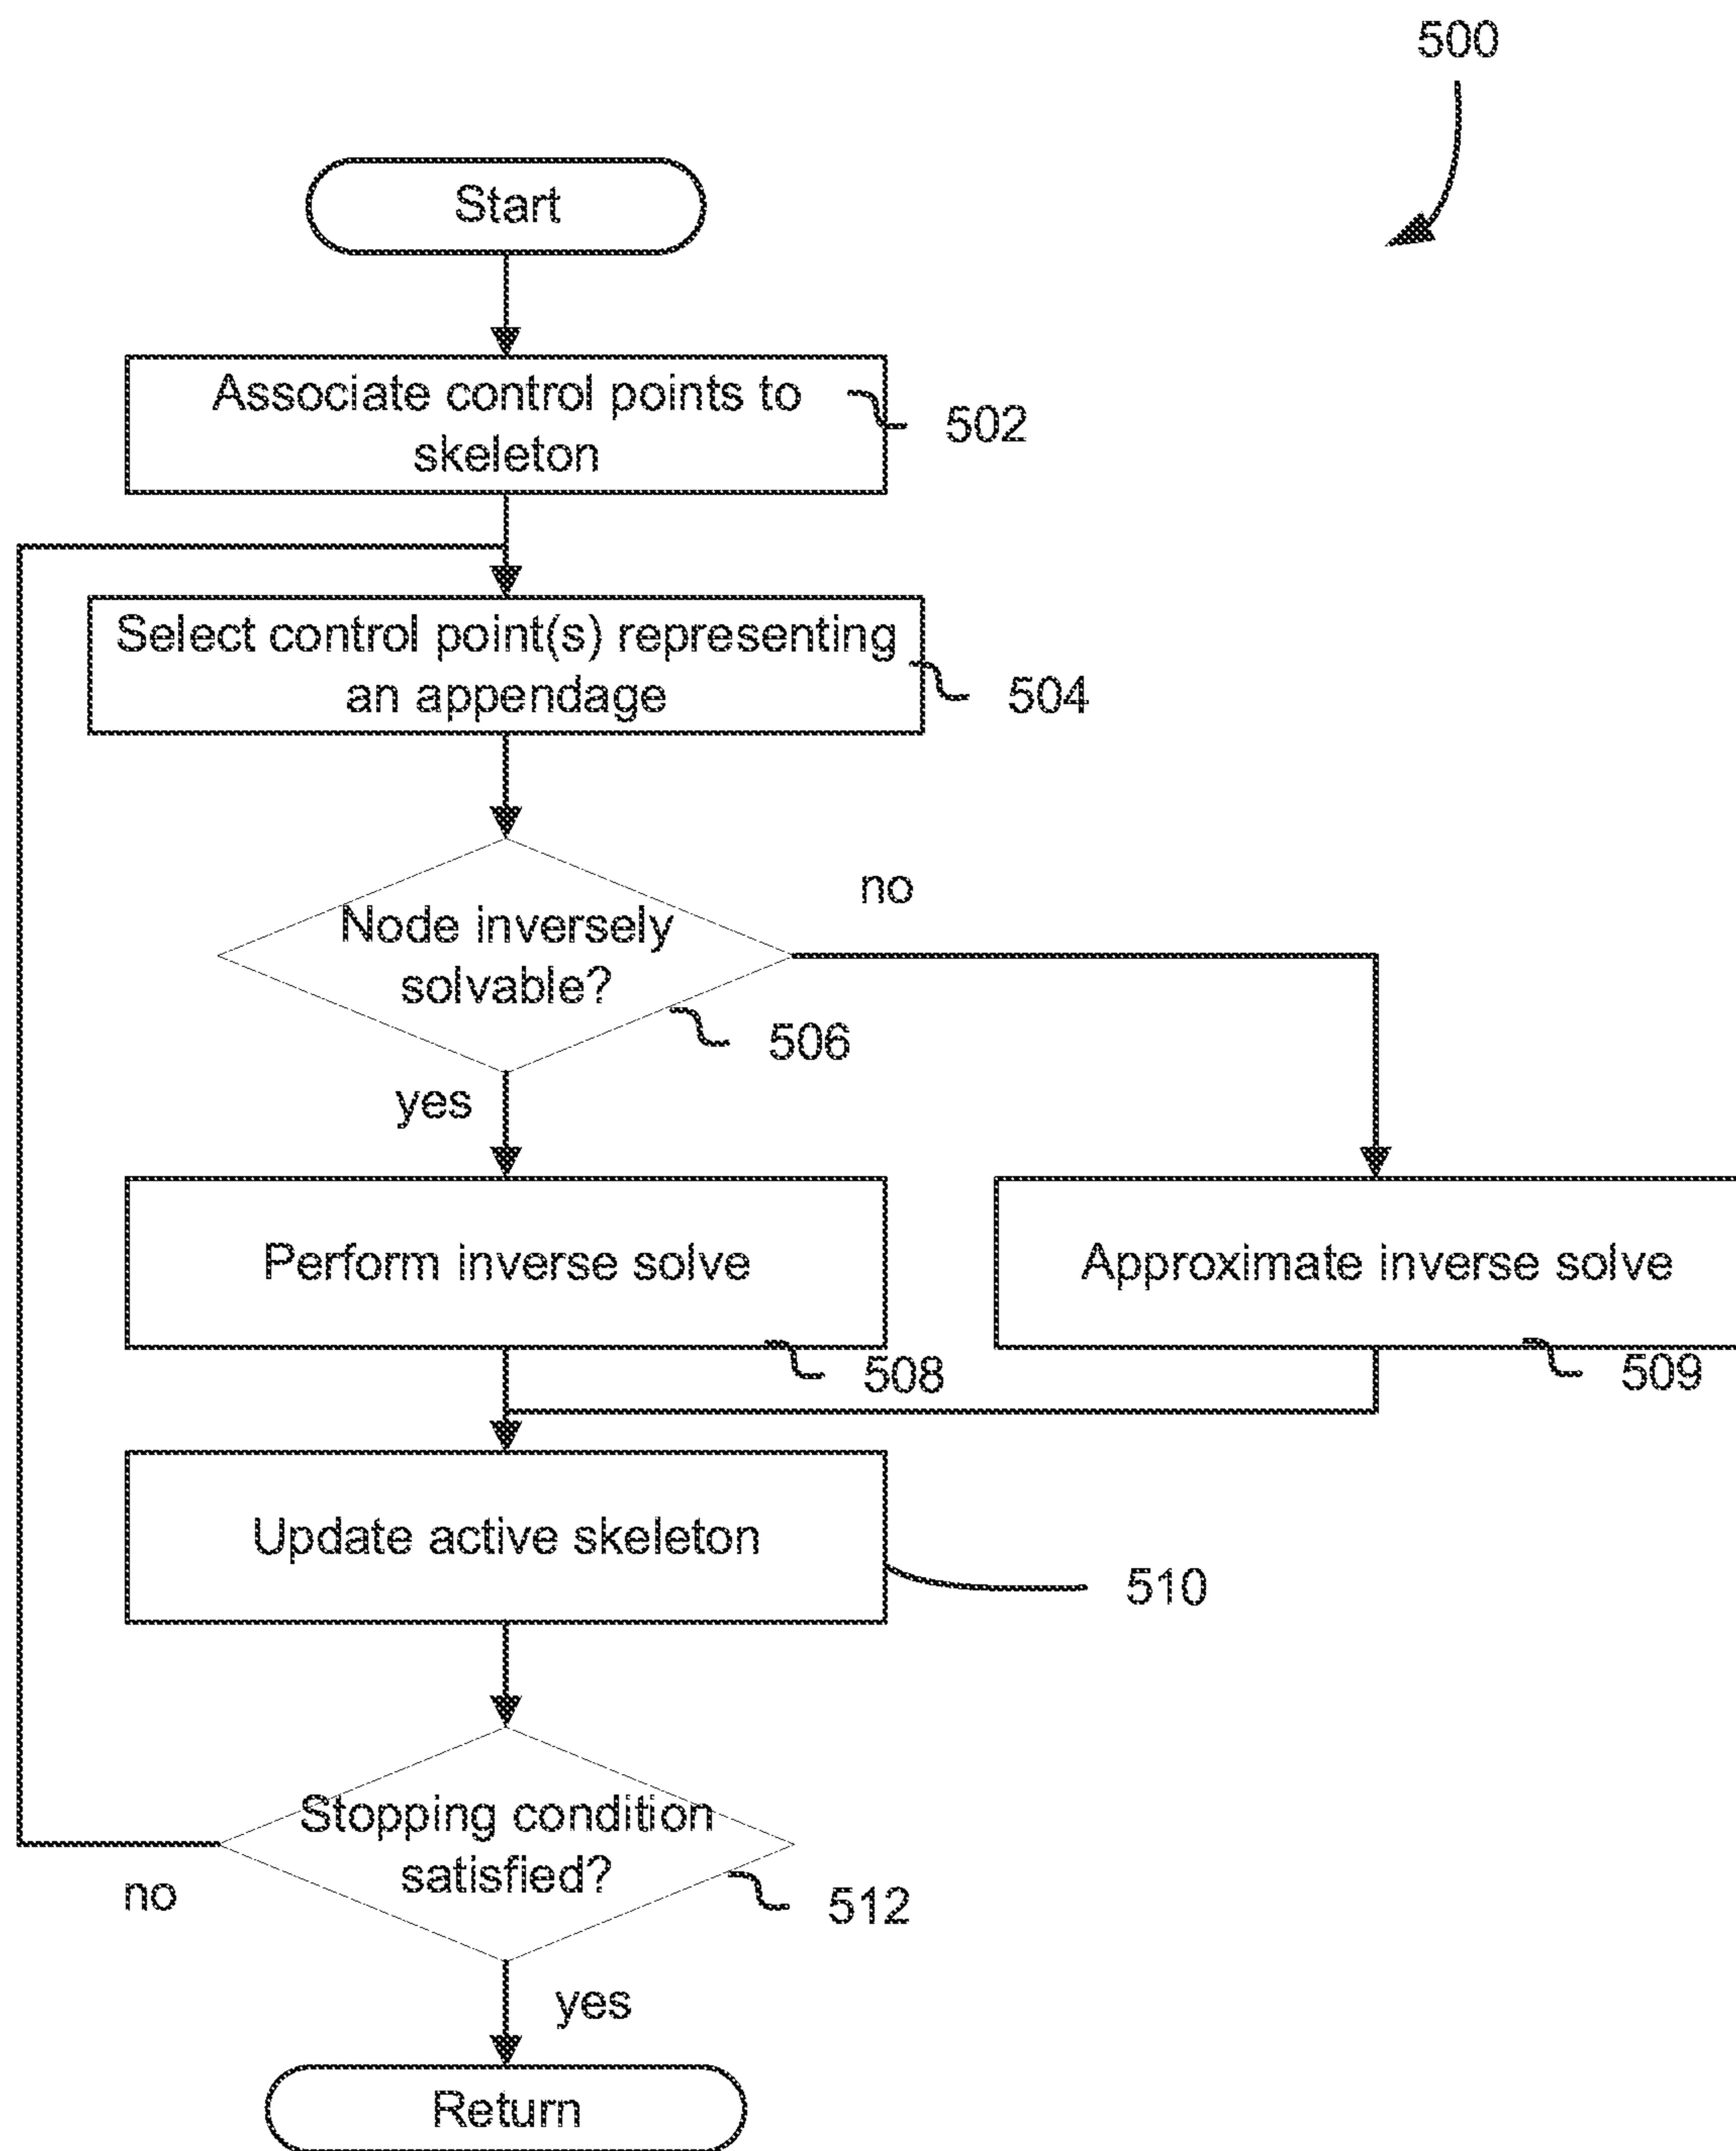 500
Start
Associate control points to
skeleton
502
Select control point(s) representing
an appendage
504
no
Node inversely
solvable?
506
yes
Perform inverse solve
508
Approximate inverse solve
509
Update active skeleton
510
Stopping condition
satisfied?
512
no
yes
Return